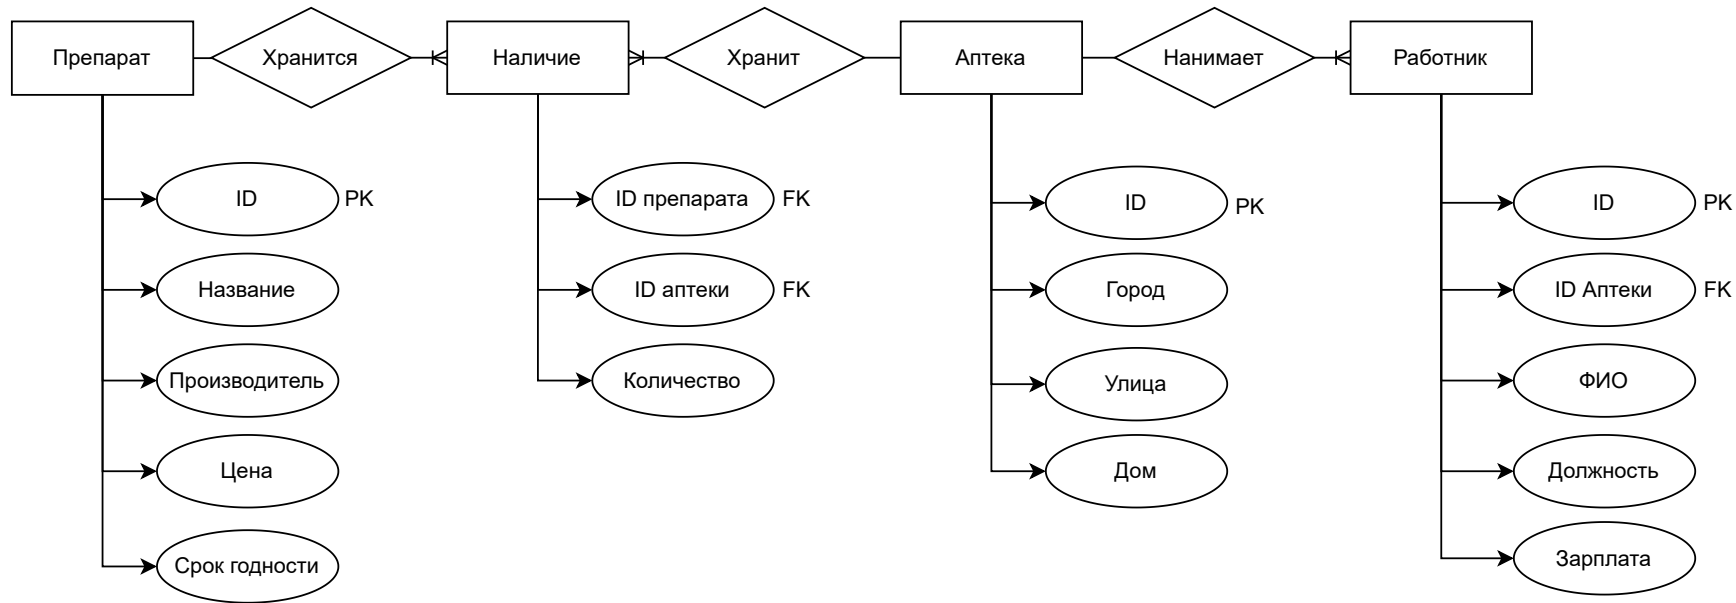 Препарат
Хранится
Наличие
Хранит
Аптека
Нанимает
Работник
ID
PK
Название
Производитель
Цена
Срок годности
ID препарата
FK
ID аптеки
FK
Количество
ID
PK
Город
Улица
Дом
ID
PK
ID Аптеки
FK
ФИО
Должность
Зарплата